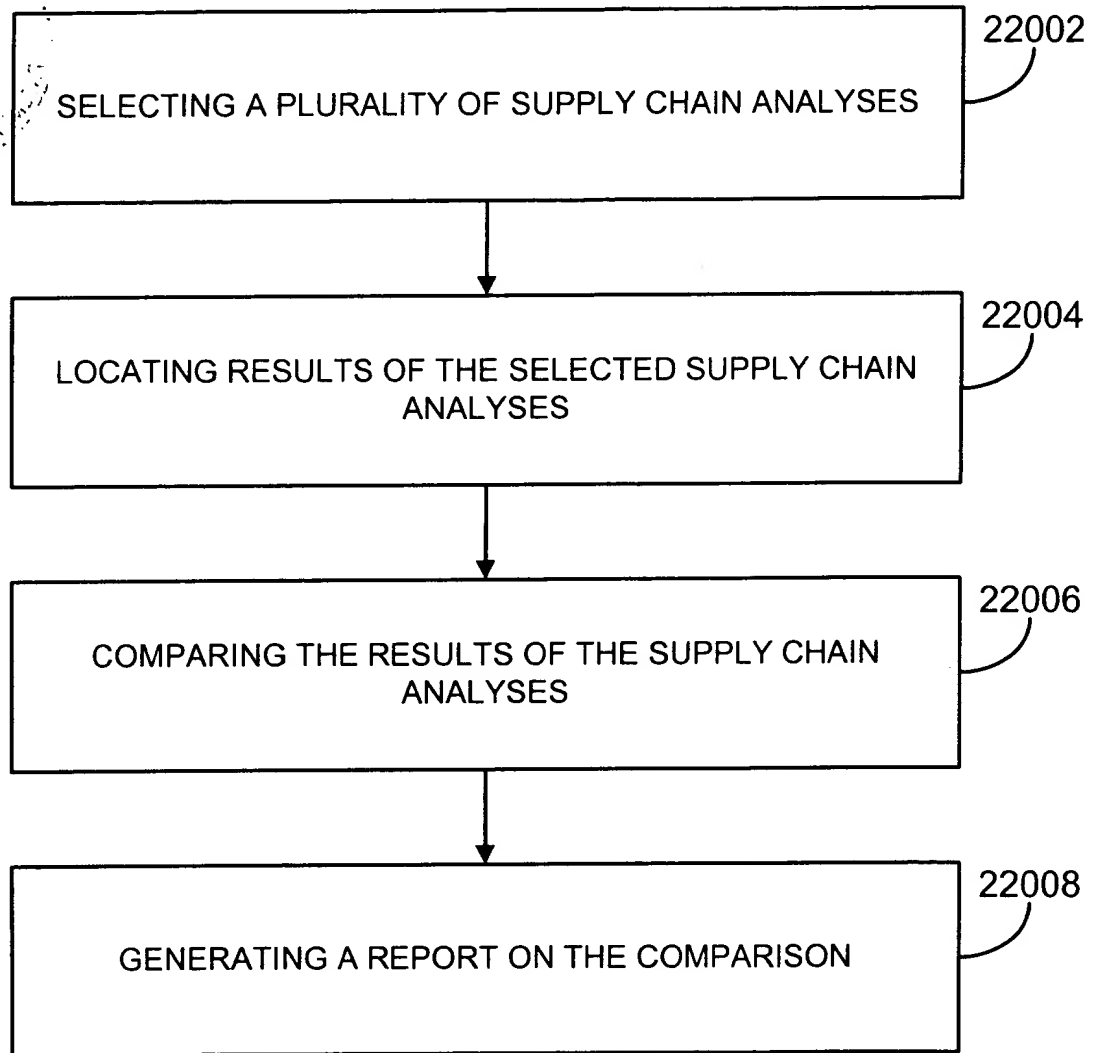 22002
SELECTING A PLURALITY OF SUPPLY CHAIN ANALYSES
22004
LOCATING RESULTS OF THE SELECTED SUPPLY CHAIN
ANALYSES
22006
COMPARING THE RESULTS OF THE SUPPLY CHAIN
ANALYSES
22008
GENERATING A REPORT ON THE COMPARISON